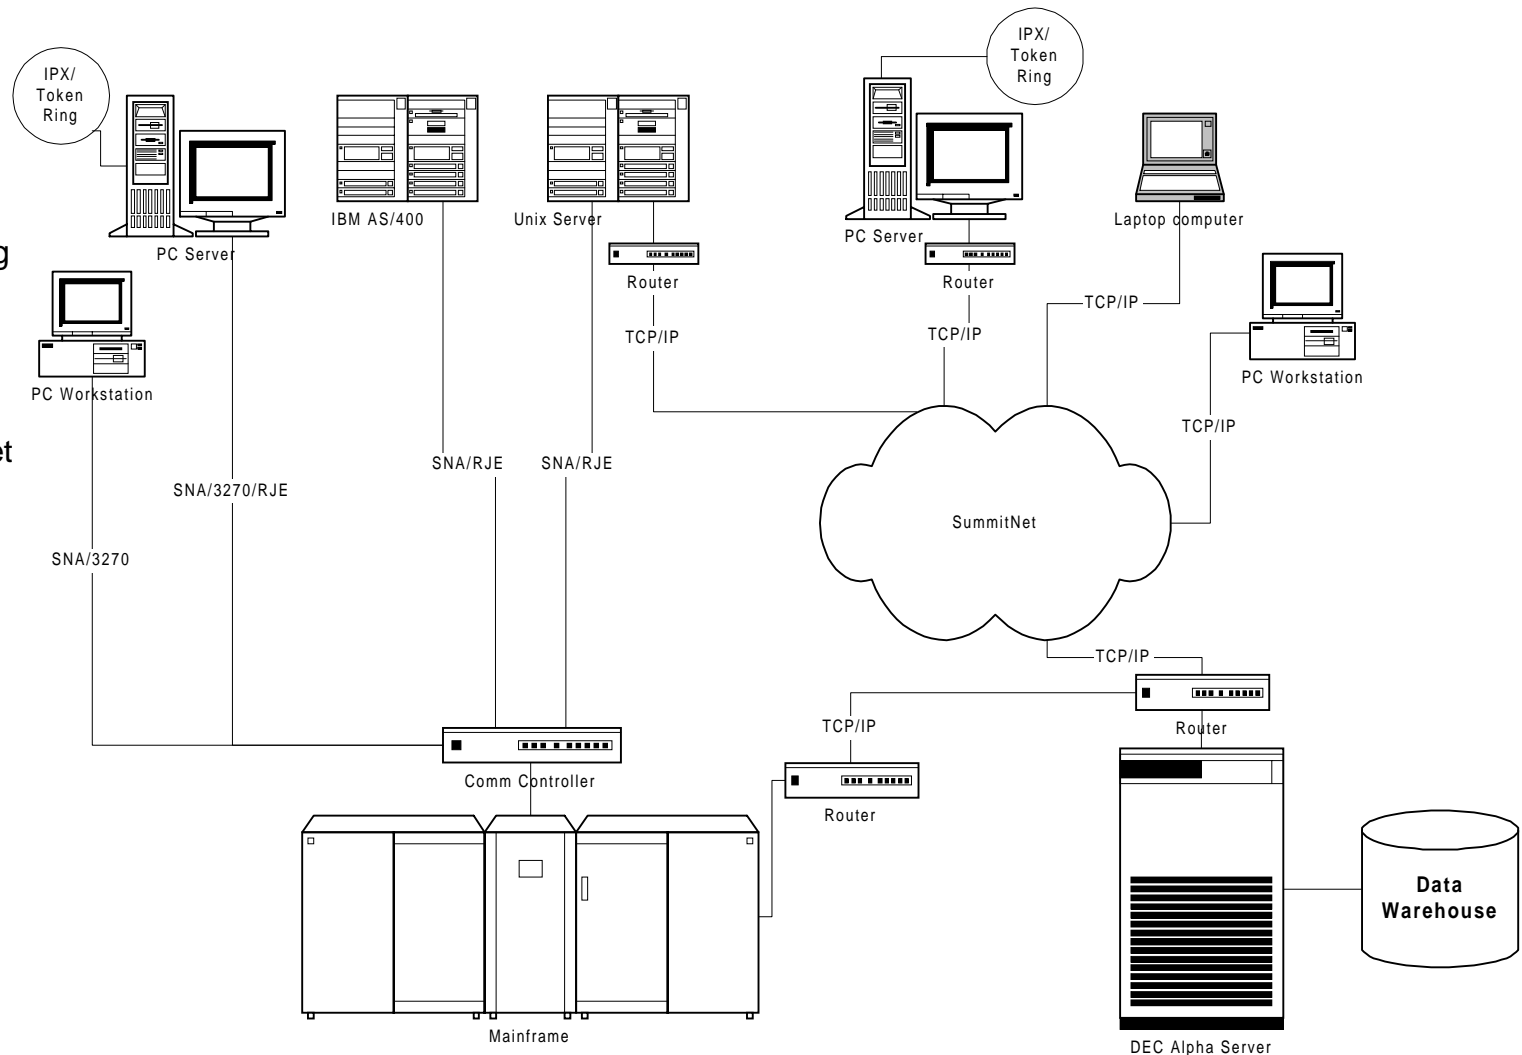 IPX/
Token
Ring
IPX/
Token
Ring
IBM AS/400
Unix Server
Laptop computer
PC Server
PC Server
g
Router
Router
TCP/IP
TCP/IP
TCP/IP
PC Workstation
PC Workstation
TCP/IP
et
SNA/RJE
SNA/RJE
SNA/3270/RJE
SummitNet
SNA/3270
TCP/IP
TCP/IP
Router
Comm Controller
Router
Data
Warehouse
Mainframe
DEC Alpha Server